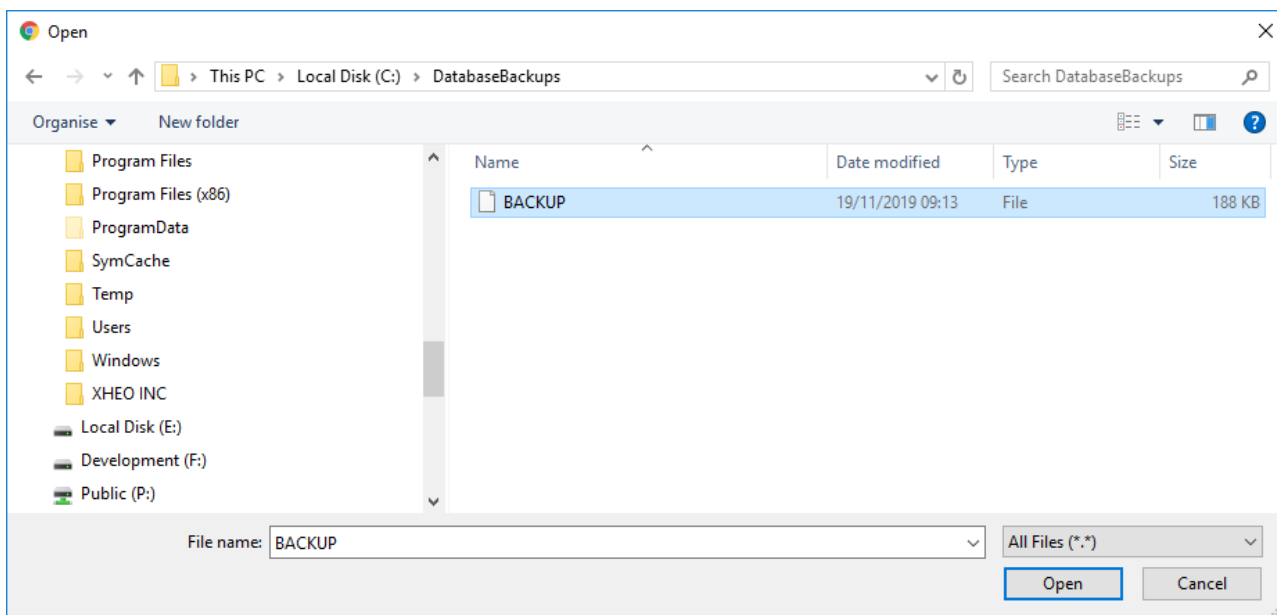 Open
This PC > Local Disk (C:) > DatabaseBackups
Search DatabaseBackups
Organise
New folder
Program Files
Program Files (x86)
ProgramData
SymCache
Temp
Users
Windows
XHEO INC
Local Disk (E:)
Development (F:)
Public (P:)
Name Date modified Type Size
BACKUP 19/11/2019 09:13 File 188 KB
File name: BACKUP
All Files (*.*)
Open Cancel